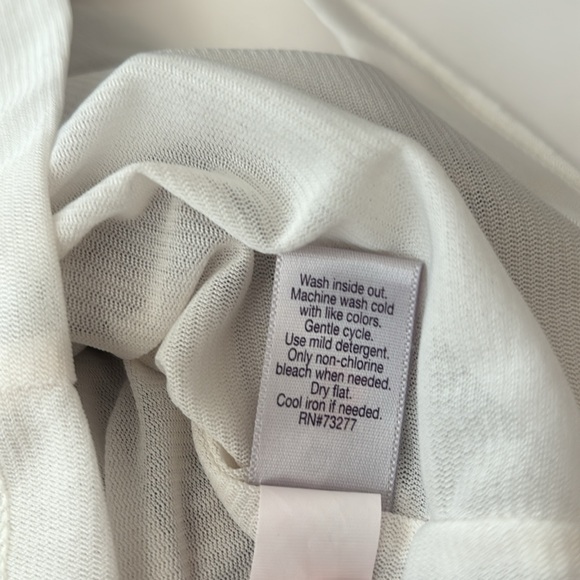 Wash inside out.
Machine wash cold
with like colors.
Gentle cycle.
Use mild detergent.
Only non-chlorine
bleach when needed.
Dry flat.
Cool iron if needed.
RN#73277